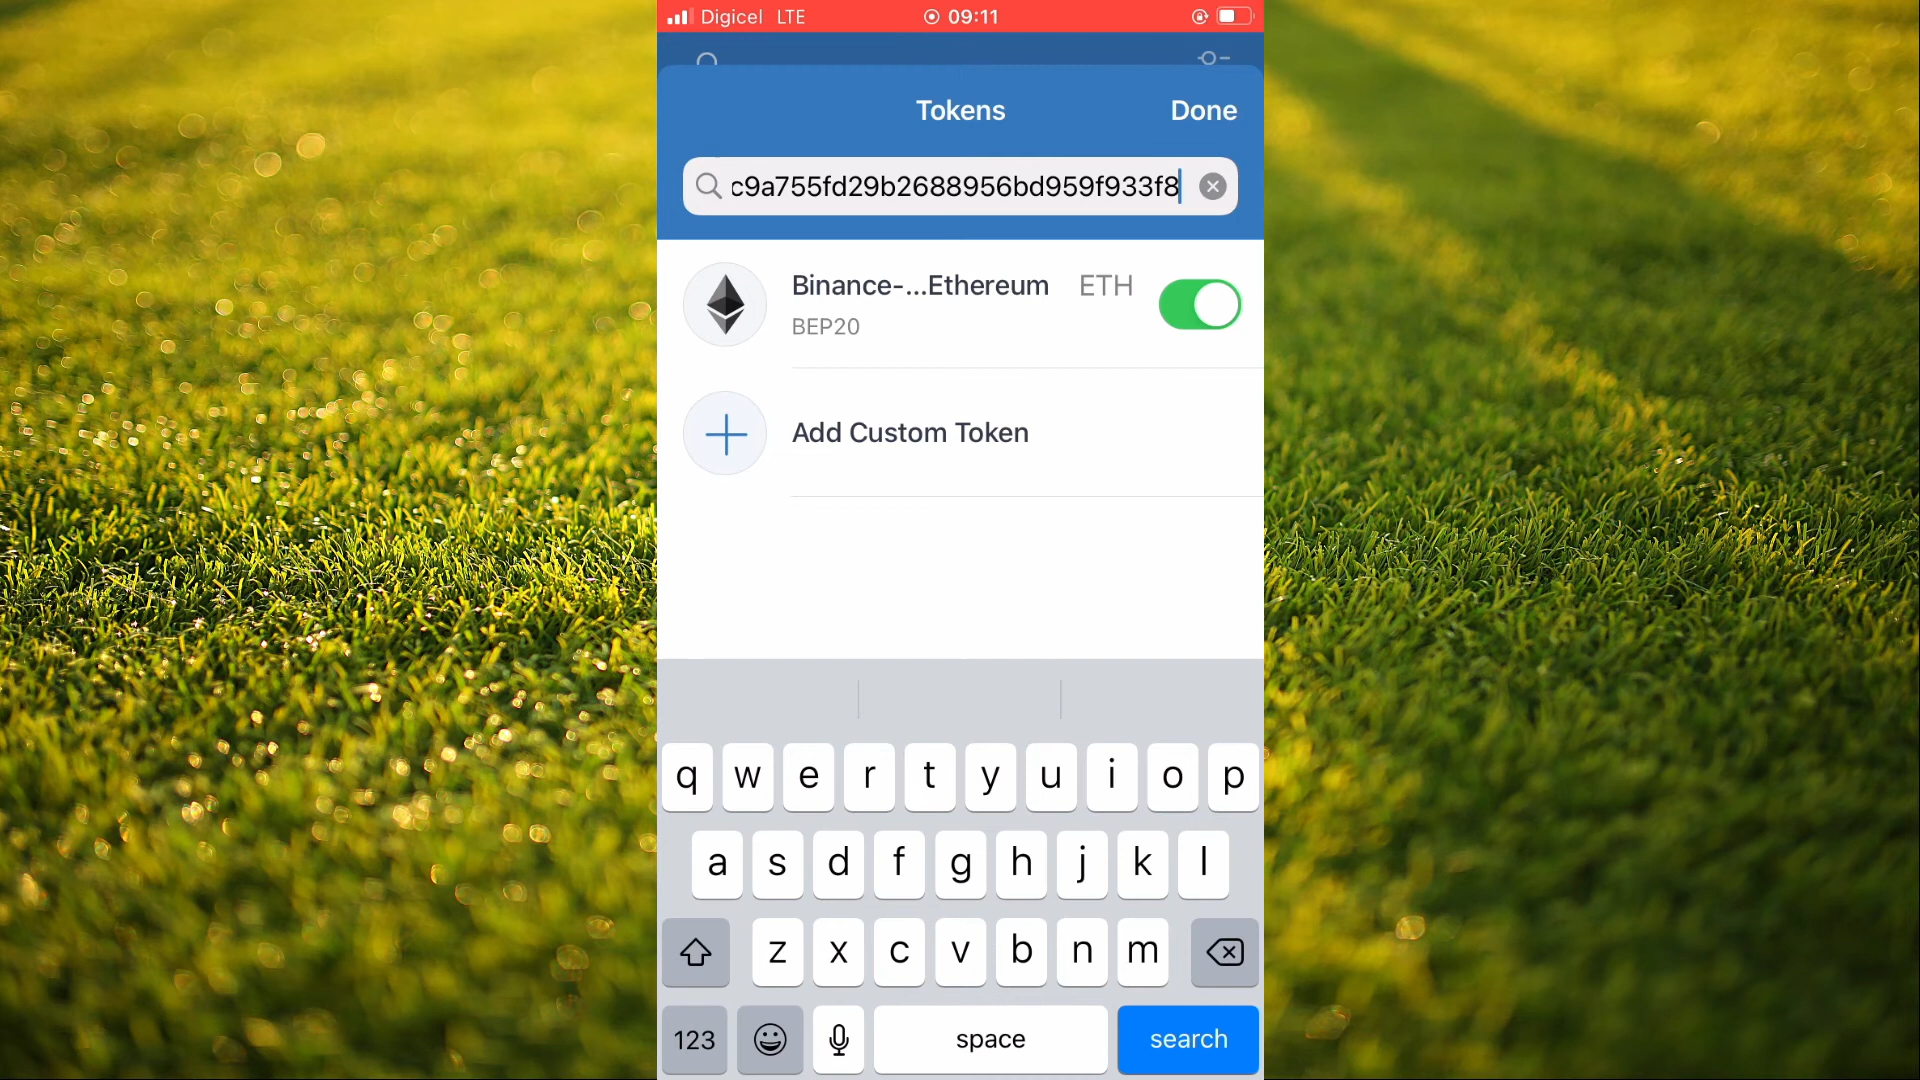 Digicel LTE 09:11
Tokens Done
c9a755fd29b2688956bd959f933f8
Binance-...Ethereum ETH
BEP20
Add Custom Token
q w e r t y u i o p
a s d f g h j k l
z x c v b n m
123 space search